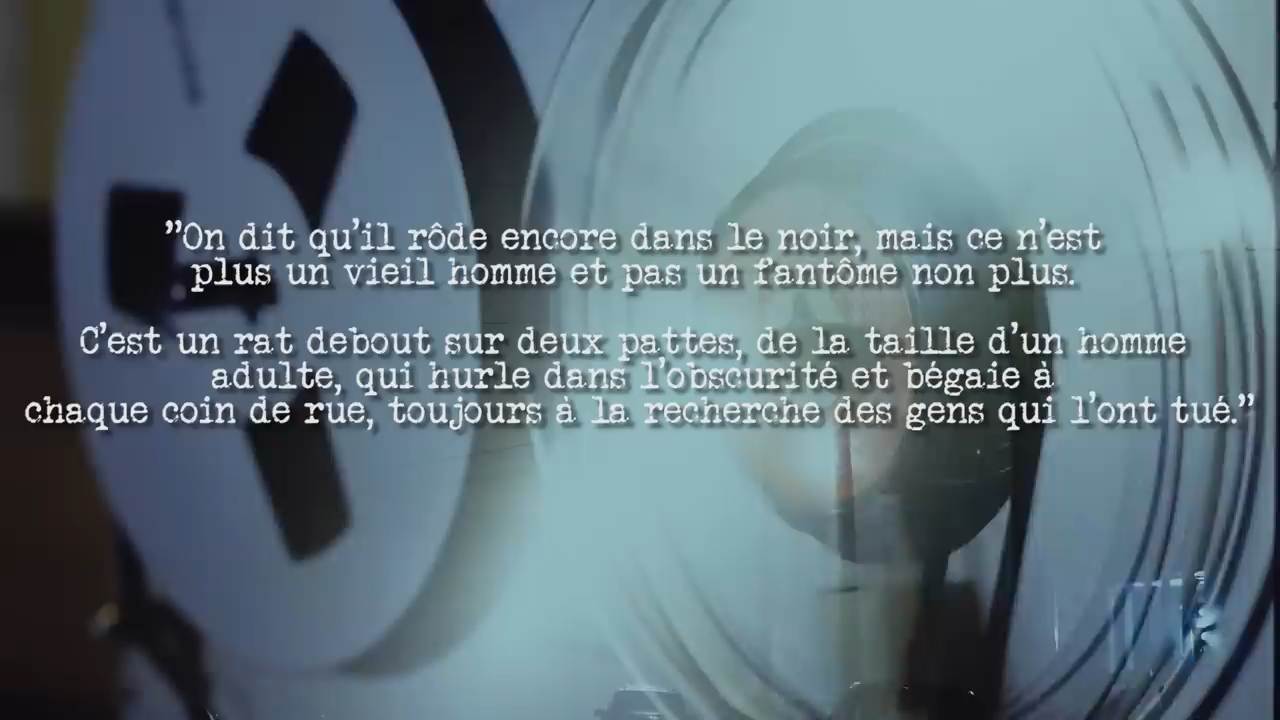 ”On dit qu’il rôde encore dans le noir, mais ce n’est
plus un vieil homme et pas un fantôme non plus.
C’est un rat debout sur deux pattes, de la taille d’un homme
adulte, qui hurle dans l’obscurité et bégaie à
chaque coin de rue, toujours à la recherche des gens qui l’ont tué.”